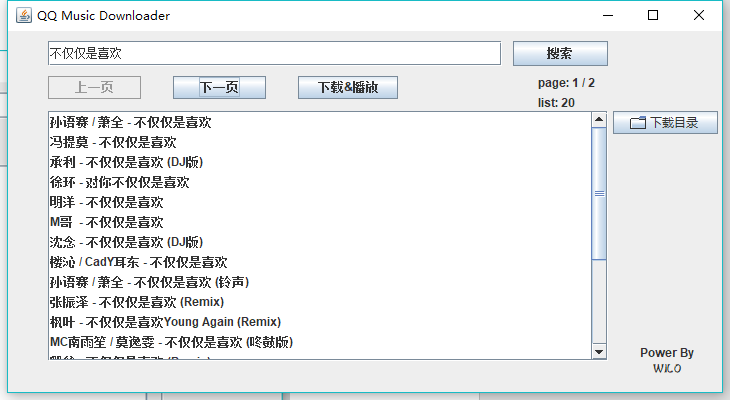 QQ Music Downloader
不仅仅是喜欢
搜索
上一页
下一页
下载&播放
page: 1 / 2
list: 20
下载目录
孙语赛 / 萧全 - 不仅仅是喜欢
冯提莫 - 不仅仅是喜欢
承利 - 不仅仅是喜欢 (DJ版)
徐环 - 对你不仅仅是喜欢
明洋 - 不仅仅是喜欢
M哥 - 不仅仅是喜欢
沈念 - 不仅仅是喜欢 (DJ版)
楼沁 / CadY耳东 - 不仅仅是喜欢
孙语赛 / 萧全 - 不仅仅是喜欢 (铃声)
张振泽 - 不仅仅是喜欢 (Remix)
枫叶 - 不仅仅是喜欢Young Again (Remix)
MC南雨笙 / 莫逸雯 - 不仅仅是喜欢 (咚鼓版)
Power By
WILO